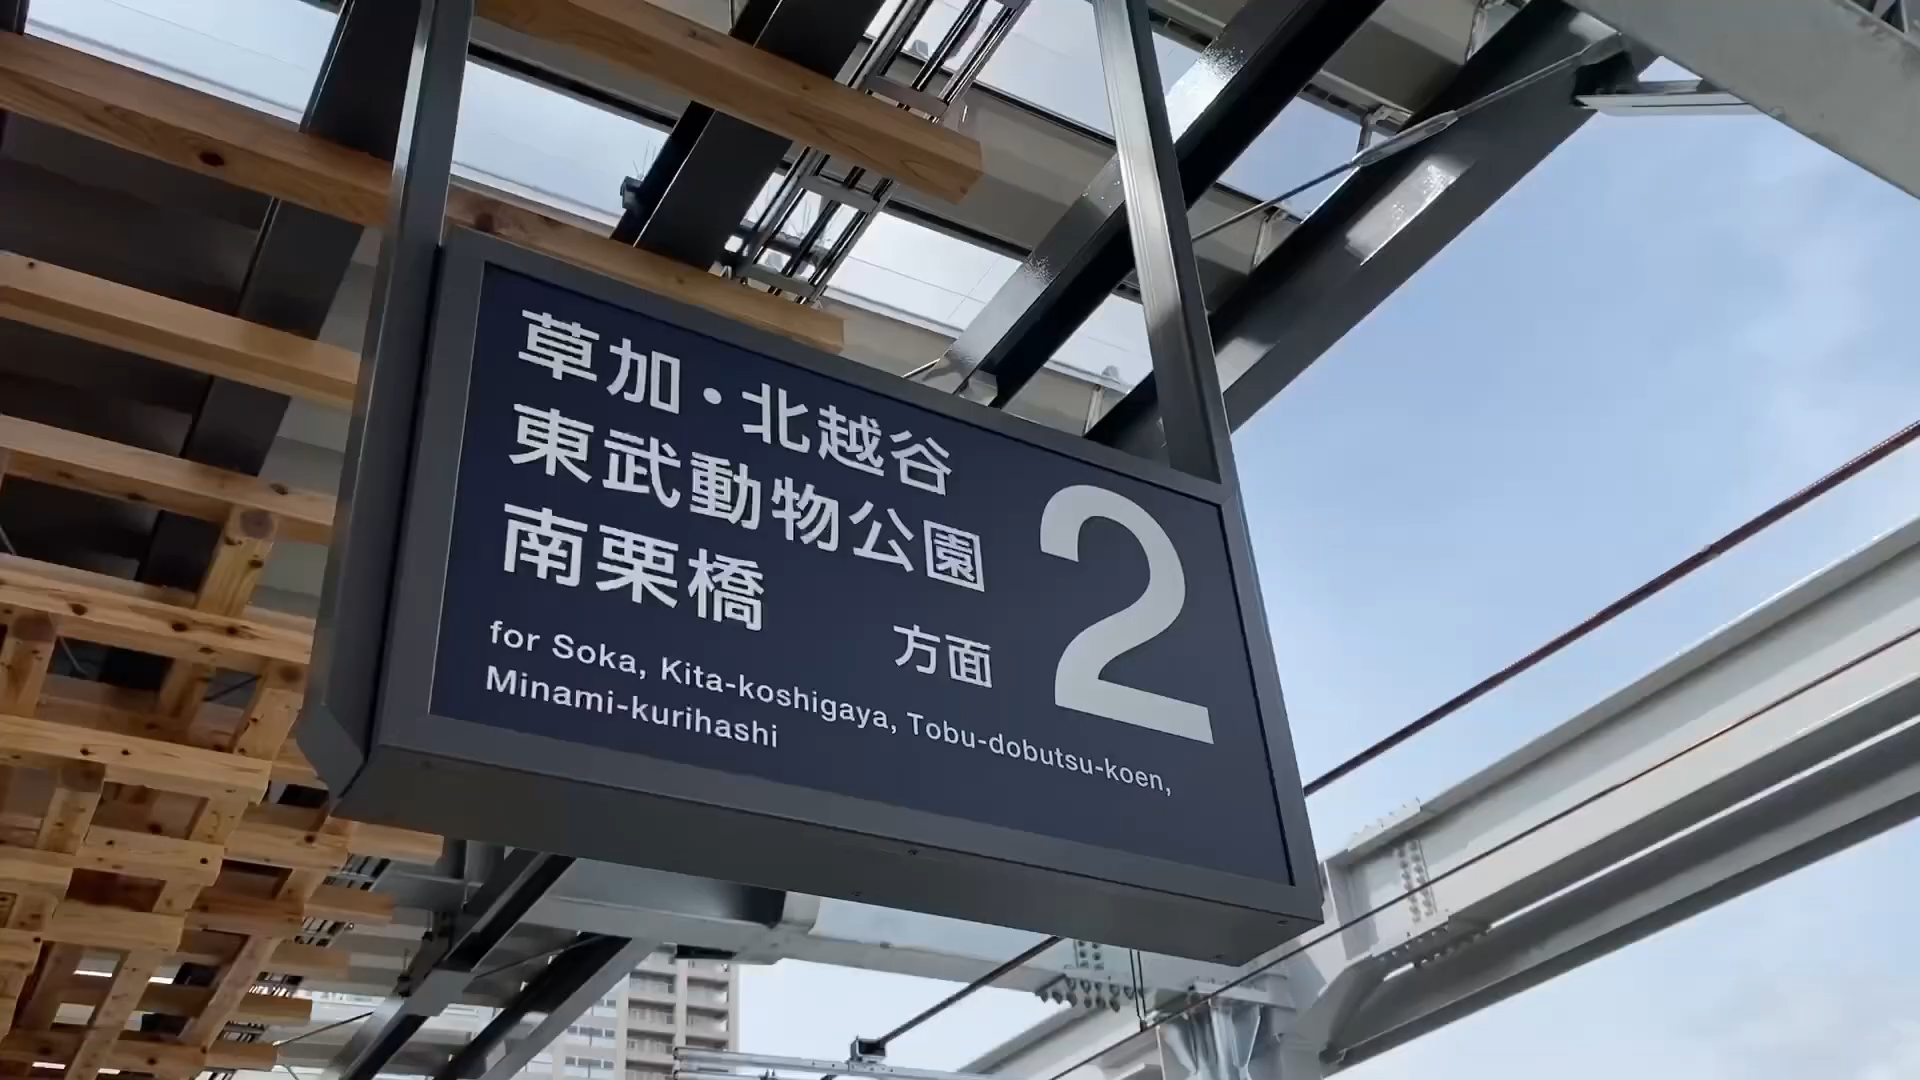 草加・北越谷
東武動物公園
南栗橋 方面
2
for Soka, Kita-koshigaya, Tobu-dobutsu-koen,
Minami-kurihashi